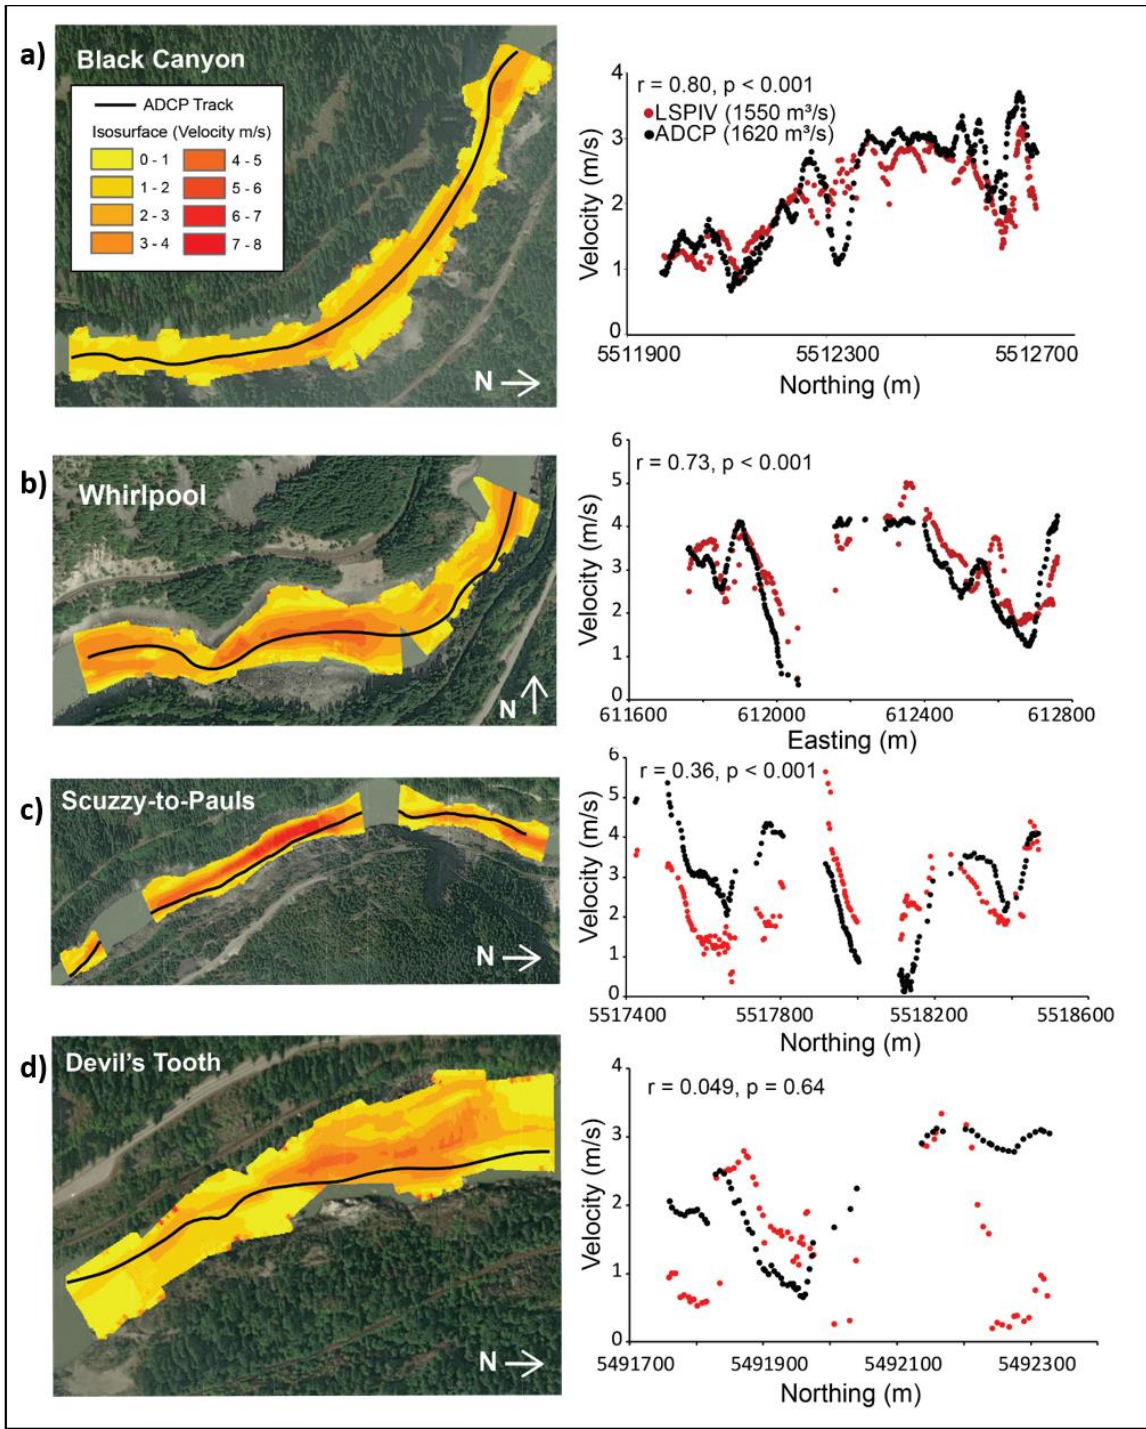 a)
Black Canyon
ADCP Track
Isosurface (Velocity m/s)
0 - 1
4 - 5
1 - 2
5 - 6
2 - 3
6 - 7
3 - 4
7 - 8
N
r = 0.80, p < 0.001
LSPIV (1550 m³/s)
ADCP (1620 m³/s)
Velocity (m/s)
4
3
2
1
0
5511900
5512300
5512700
Northing (m)
b)
Whirlpool
N
r = 0.73, p < 0.001
Velocity (m/s)
6
5
4
3
2
1
0
611600
612000
612400
612800
Easting (m)
c)
Scuzzy-to-Pauls
N
r = 0.36, p < 0.001
Velocity (m/s)
6
5
4
3
2
1
0
5517400
5517800
5518200
5518600
Northing (m)
d)
Devil's Tooth
N
r = 0.049, p = 0.64
Velocity (m/s)
4
3
2
1
0
5491700
5491900
5492100
5492300
Northing (m)